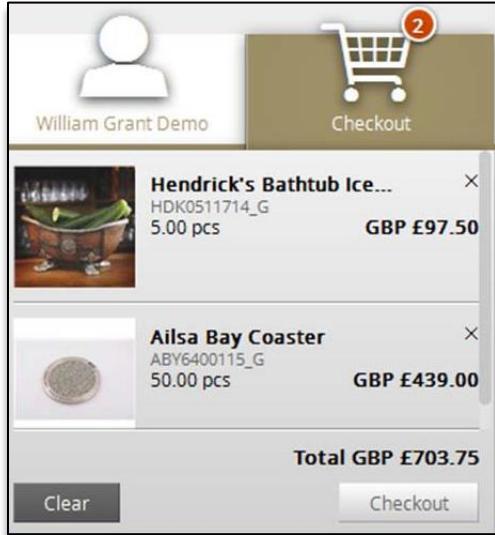 2
William Grant Demo
Checkout
Hendrick's Bathtub Ice...
HDK0511714_G
5.00 pcs
GBP £97.50
Ailsa Bay Coaster
ABY6400115_G
50.00 pcs
GBP £439.00
Total GBP £703.75
Clear
Checkout